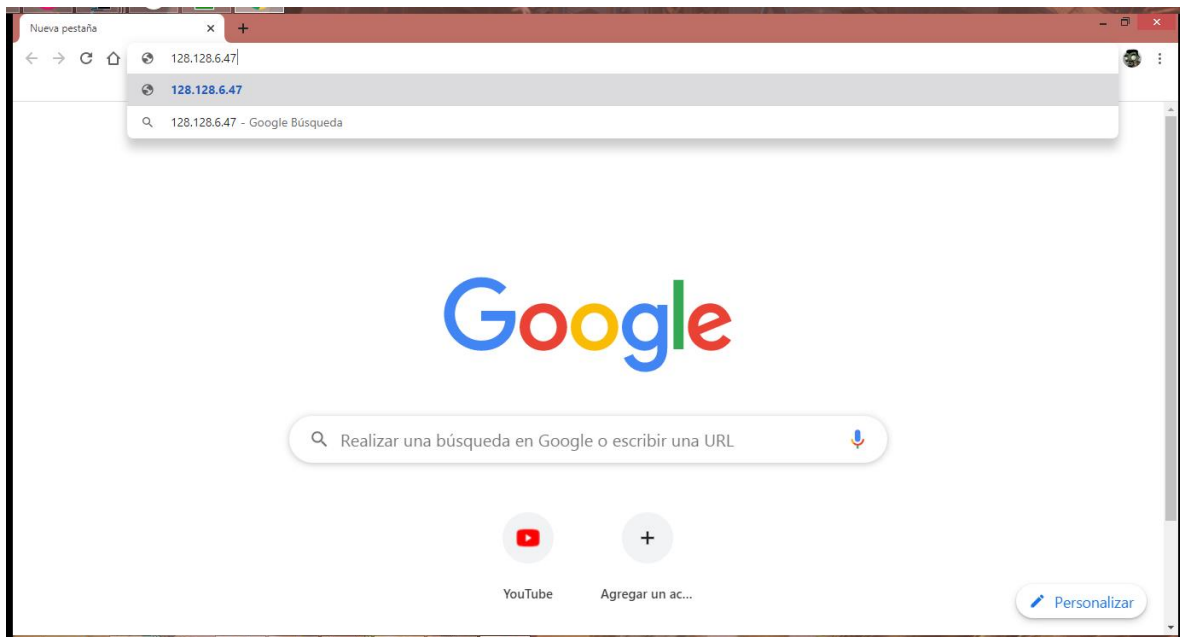 Nueva pestaña
128.128.6.47
128.128.6.47
128.128.6.47 - Google Búsqueda
Google
Realizar una búsqueda en Google o escribir una URL
YouTube
Agregar un ac...
Personalizar